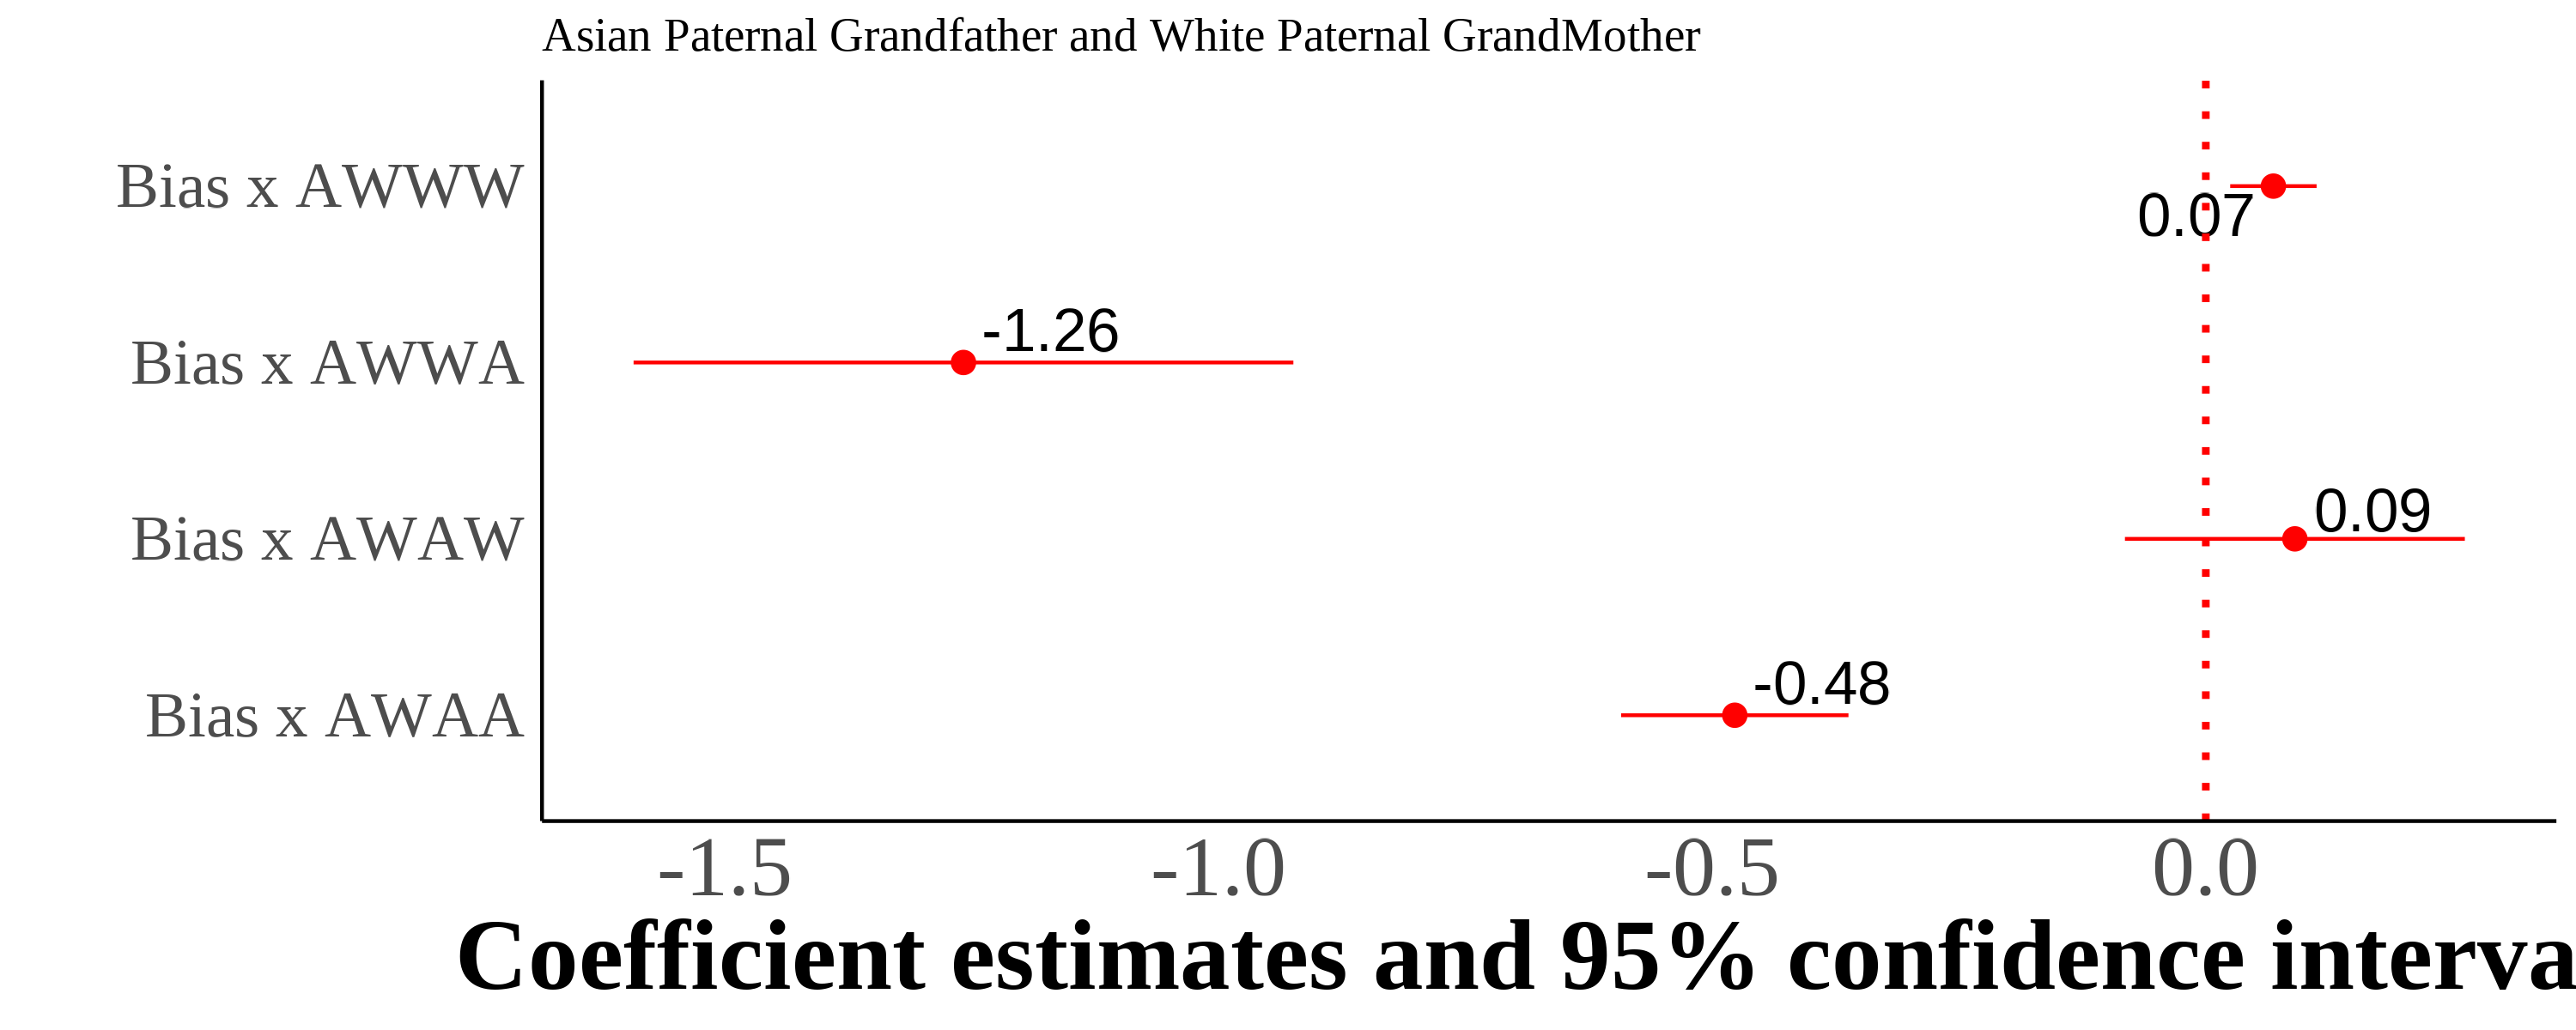 Asian Paternal Grandfather and White Paternal GrandMother
Bias x AWWW
0.07
Bias x AWWA
-1.26
Bias x AWAW
0.09
Bias x AWAA
-0.48
-1.5 -1.0 -0.5 0.0
Coefficient estimates and 95% confidence interva